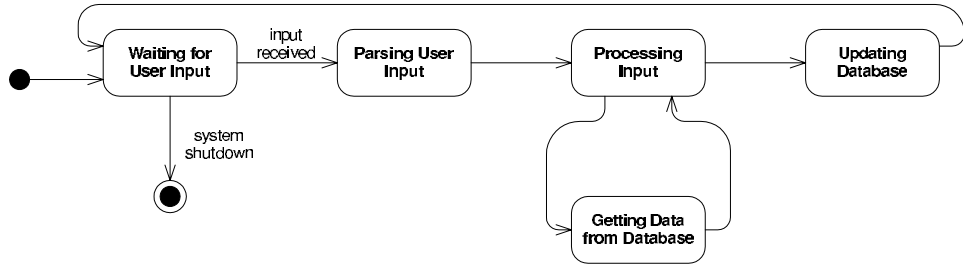 Waiting for
User Input
input
received
Parsing User
Input
Processing
Input
Updating
Database
system
shutdown
Getting Data
from Database